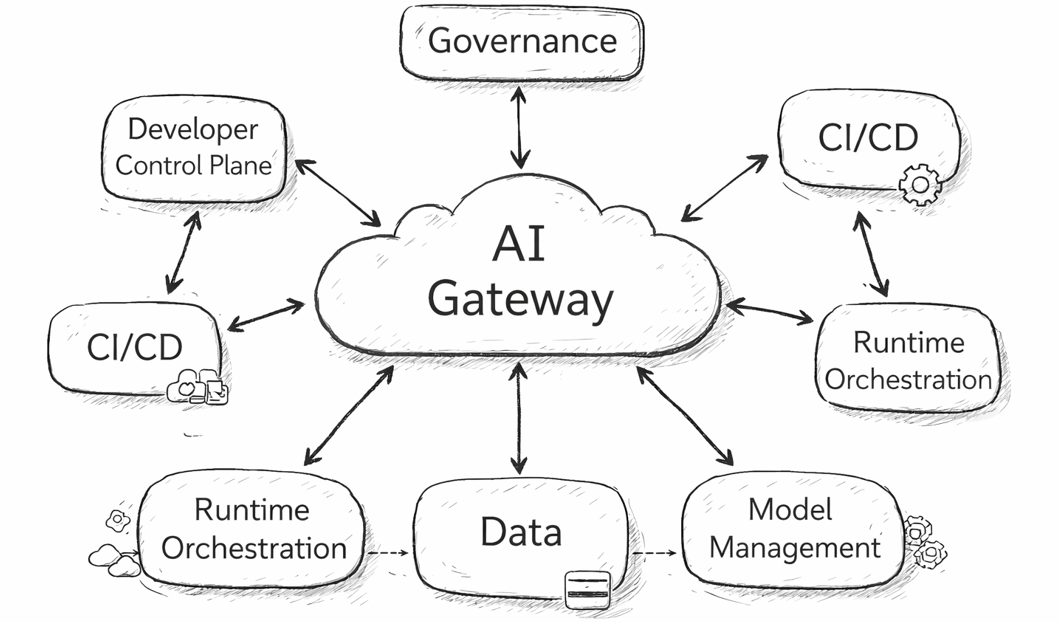 Governance
Developer
Control Plane
CI/CD
AI
Gateway
CI/CD
Runtime
Orchestration
Runtime
Orchestration
Data
Model
Management